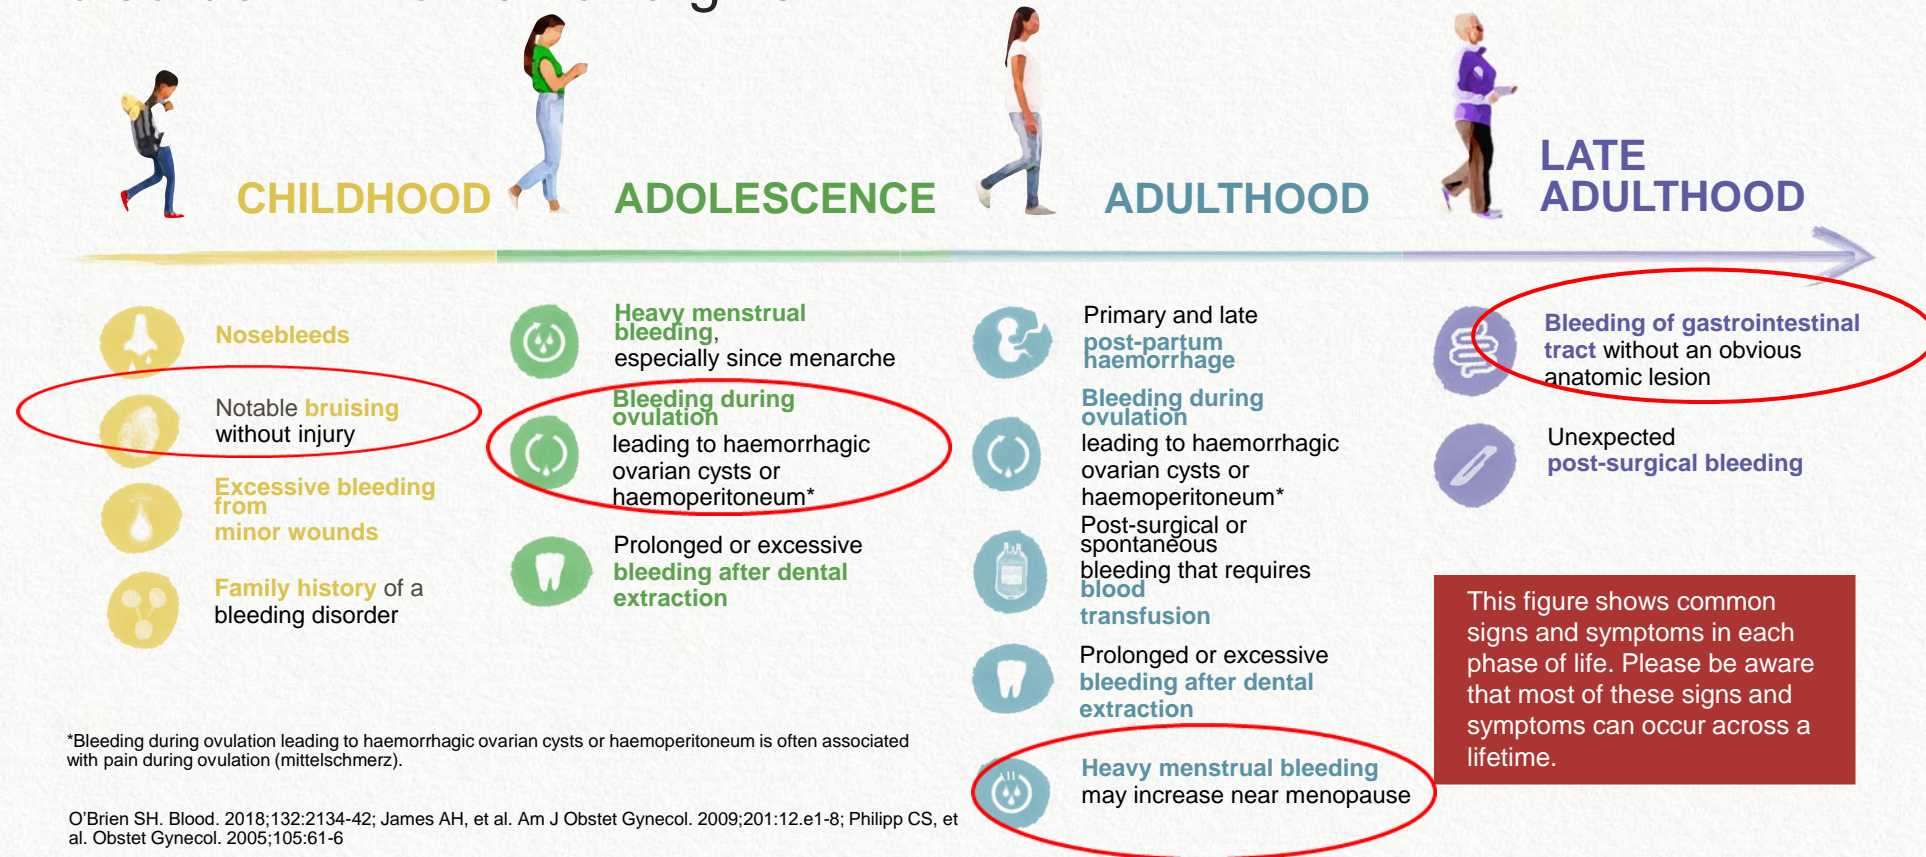 CHILDHOOD
ADOLESCENCE
ADULTHOOD
LATE
ADULTHOOD
Nosebleeds
Notable bruising
without injury
Excessive bleeding
from
minor wounds
Family history of a
bleeding disorder
Heavy menstrual
bleeding,
especially since menarche
Bleeding during
ovulation
leading to haemorrhagic
ovarian cysts or
haemoperitoneum*
Prolonged or excessive
bleeding after dental
extraction
Primary and late
post-partum
haemorrhage
Bleeding during
ovulation
leading to haemorrhagic
ovarian cysts or
haemoperitoneum*
Post-surgical or
spontaneous
bleeding that requires
blood
transfusion
Prolonged or excessive
bleeding after dental
extraction
Heavy menstrual bleeding
may increase near menopause
Bleeding of gastrointestinal
tract without an obvious
anatomic lesion
Unexpected
post-surgical bleeding
This figure shows common
signs and symptoms in each
phase of life. Please be aware
that most of these signs and
symptoms can occur across a
lifetime.
*Bleeding during ovulation leading to haemorrhagic ovarian cysts or haemoperitoneum is often associated
with pain during ovulation (mittelschmerz).
O'Brien SH. Blood. 2018;132:2134-42; James AH, et al. Am J Obstet Gynecol. 2009;201:12.e1-8; Philipp CS, et
al. Obstet Gynecol. 2005;105:61-6